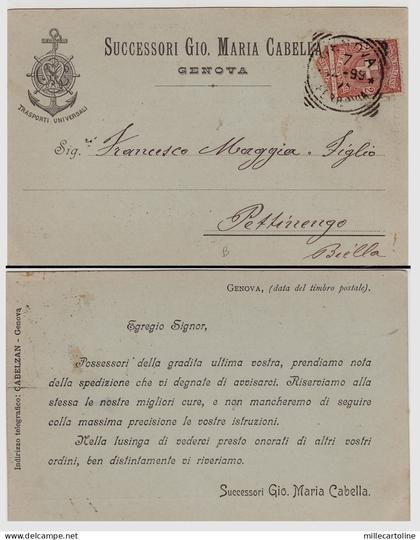 SUCCESSORI GIO. MARIA CABELLA
GENOVA
TRASPORTI UNIVERSALI
Sig. Francesco Maggia & Figlio
Pettinengo
Biella
B
GENOVA, (data del timbro postale).
Egregio Signor,
Possessori della gradita ultima vostra, prendiamo nota
della spedizione che vi degnate di avvisarci. Riserviamo alla
stessa le nostre migliori cure, e non mancheremo di seguire
colla massima precisione le vostre istruzioni.
Nella lusinga di vederci presto onorati di altri vostri
ordini, ben distintamente vi riveriamo.
Successori GIO. MARIA CABELLA.
Indirizzo telegrafico: CABELZAN - Genova
delcampe.net
millecartoline